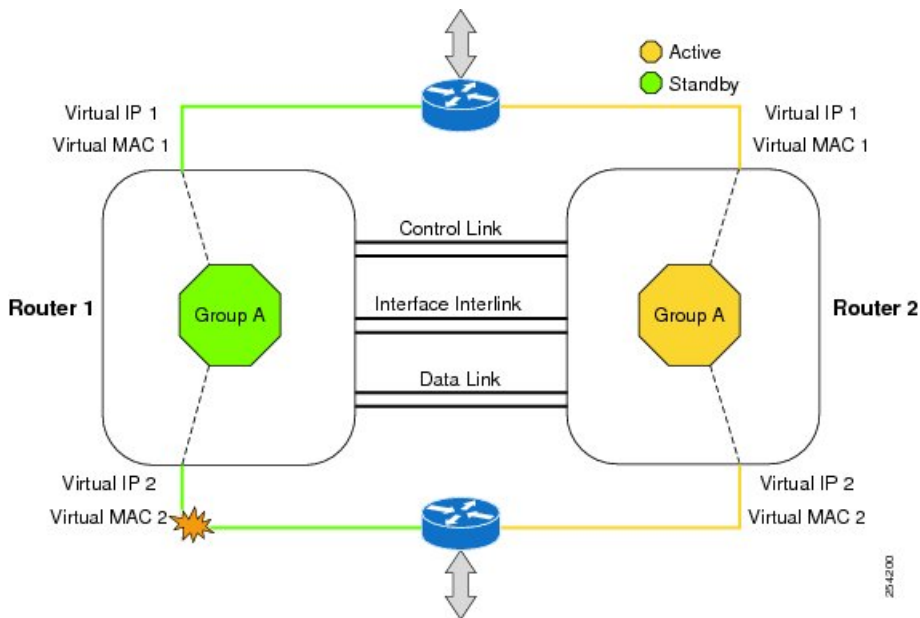 Active
Standby
Virtual IP 1
Virtual MAC 1
Virtual IP 1
Virtual MAC 1
Control Link
Router 1
Group A
Interface Interlink
Group A
Router 2
Data Link
Virtual IP 2
Virtual MAC 2
Virtual IP 2
Virtual MAC 2
254200